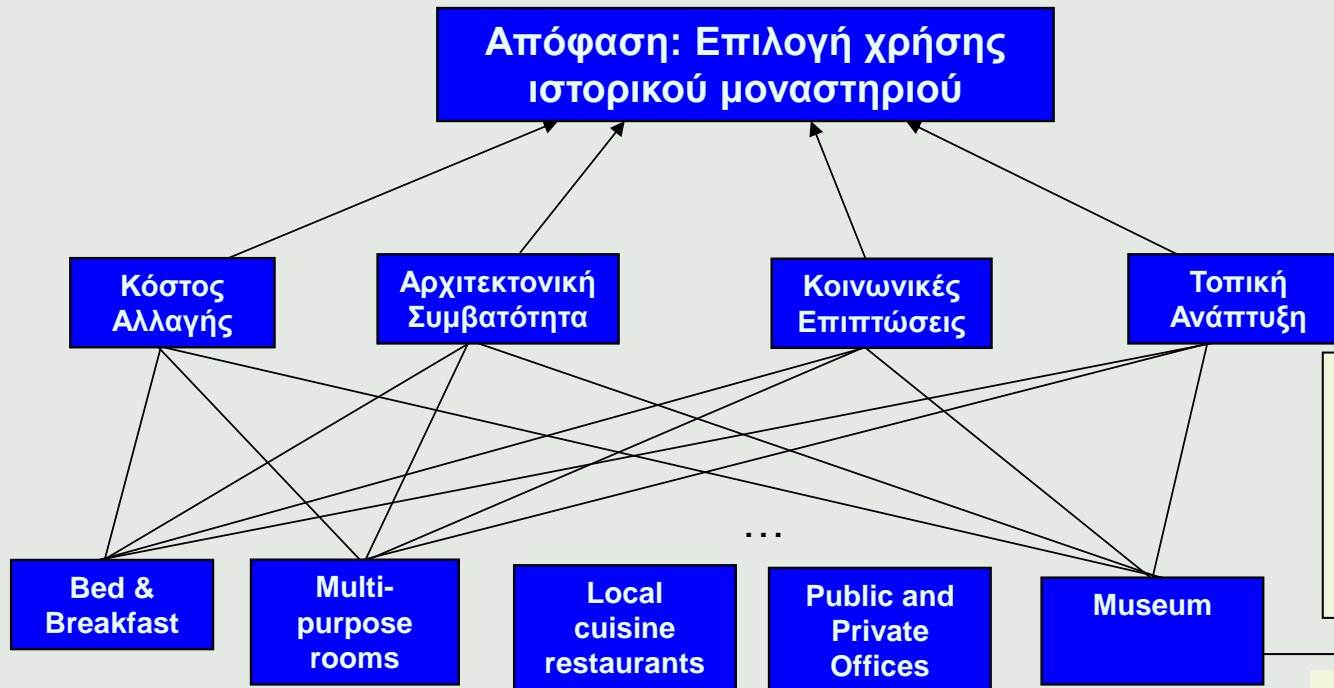 Απόφαση: Επιλογή χρήσης
ιστορικού μοναστηριού
Κόστος
Αλλαγής
Αρχιτεκτονική
Συμβατότητα
Κοινωνικές
Επιπτώσεις
Τοπική
Ανάπτυξη
...
Bed &
Breakfast
Multi-
purpose
rooms
Local
cuisine
restaurants
Public and
Private
Offices
Museum